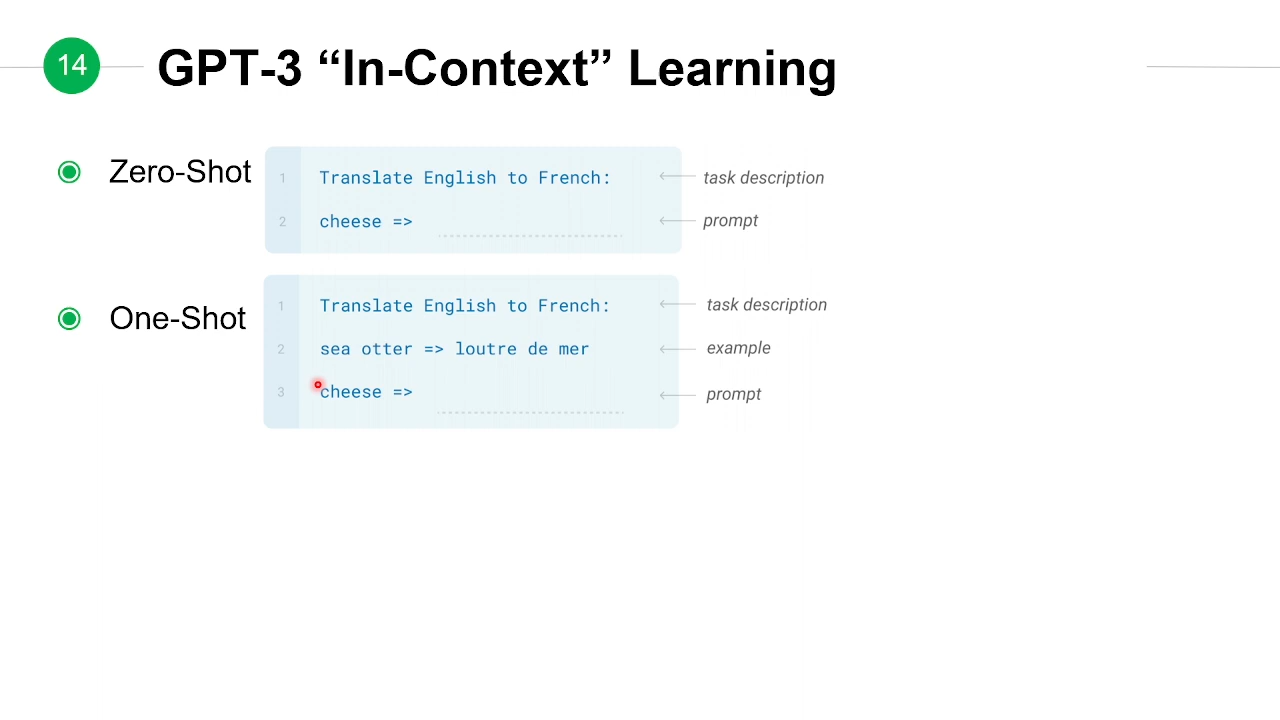 14
GPT-3 “In-Context” Learning
Zero-Shot
1 Translate English to French: task description
2 cheese => prompt
One-Shot
1 Translate English to French: task description
2 sea otter => loutre de mer example
3 cheese => prompt